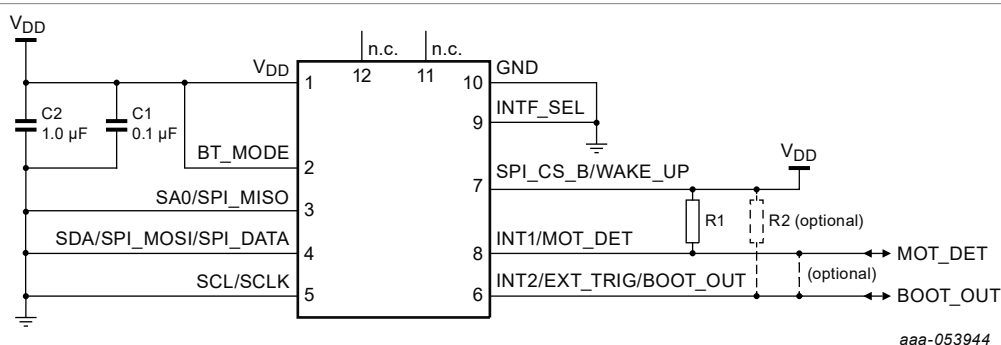 VDD
n.c.
n.c.
VDD
1
12
11
10
GND
C2
1.0 µF
C1
0.1 µF
9
INTF_SEL
BT_MODE
2
SPI_CS_B/WAKE_UP
7
VDD
SA0/SPI_MISO
3
R1
R2 (optional)
SDA/SPI_MOSI/SPI_DATA
4
8
INT1/MOT_DET
MOT_DET
(optional)
SCL/SCLK
5
6
INT2/EXT_TRIG/BOOT_OUT
BOOT_OUT
aaa-053944